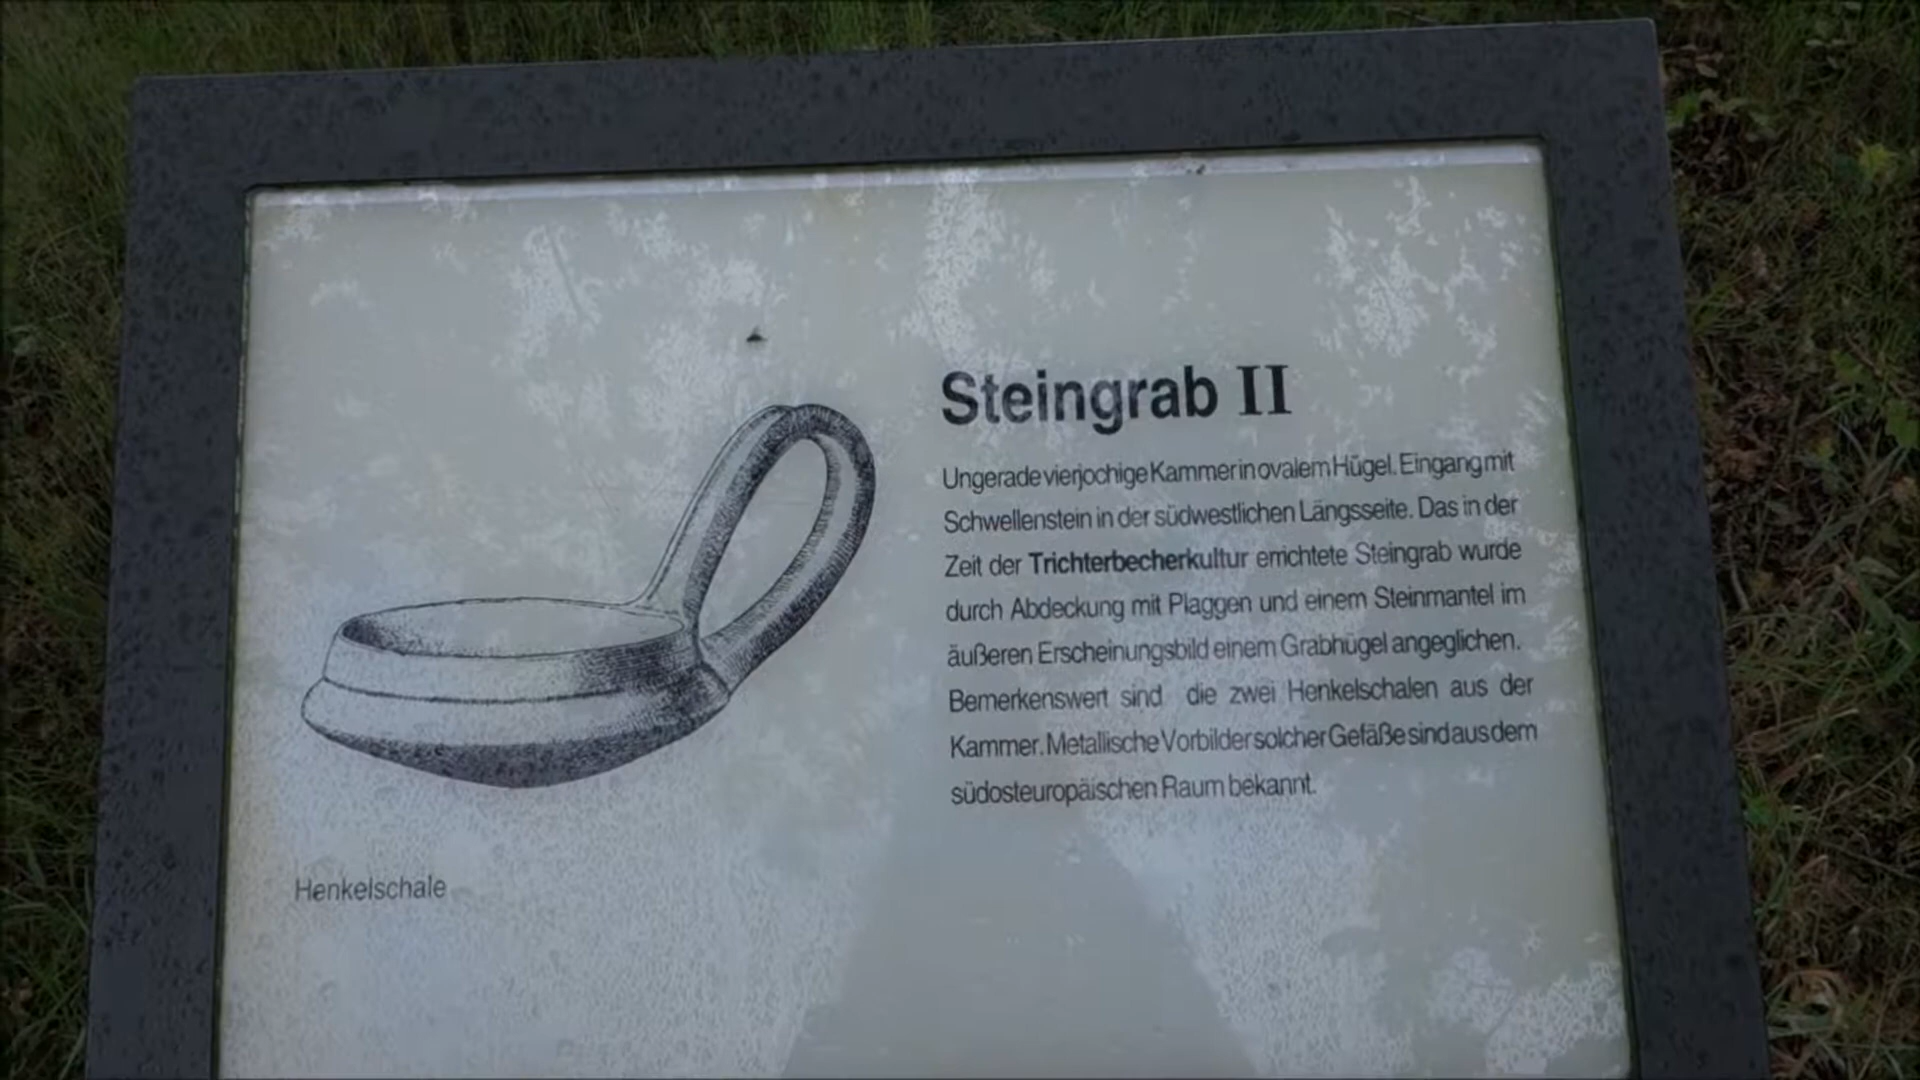 Steingrab II
Ungerade vierjochige Kammer in ovalem Hügel. Eingang mit
Schwellenstein in der südwestlichen Längsseite. Das in der
Zeit der Trichterbecherkultur errichtete Steingrab wurde
durch Abdeckung mit Plaggen und einem Steinmantel im
äußeren Erscheinungsbild einem Grabhügel angeglichen.
Bemerkenswert sind die zwei Henkelschalen aus der
Kammer. Metallische Vorbilder solcher Gefäße sind aus dem
südosteuropäischen Raum bekannt.
Henkelschale